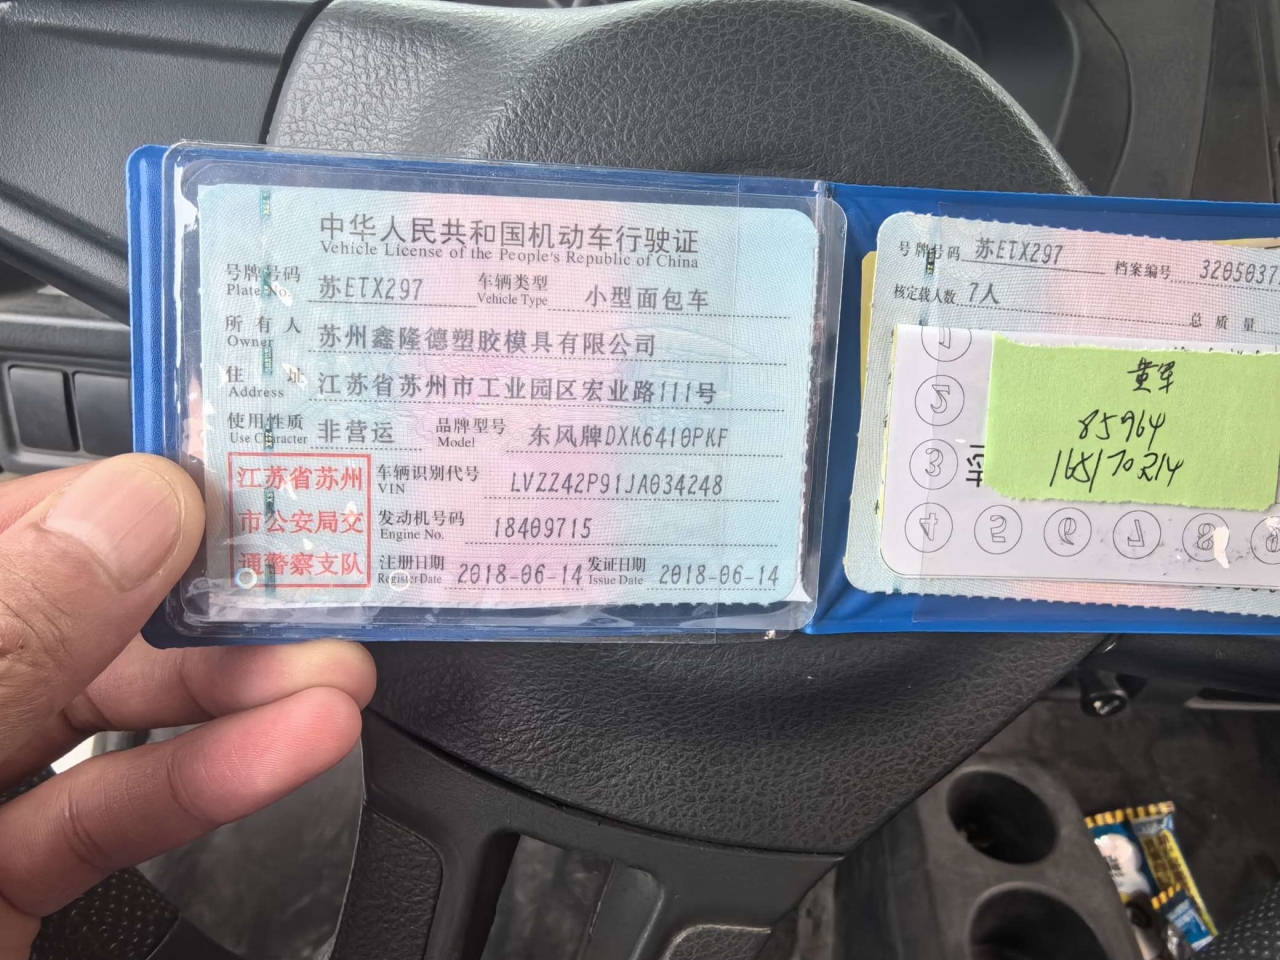 中华人民共和国机动车行驶证
Vehicle License of the People's Republic of China
号牌号码 苏ETX297 车辆类型 小型面包车
Plate No. Vehicle Type
所有人 苏州鑫隆德塑胶模具有限公司
Owner
住址 江苏省苏州市工业园区宏业路111号
Address
使用性质 非营运 品牌型号 东风牌DXK6410PKF
Use Character Model
江苏省苏州
市公安局交
通警察支队
车辆识别代号 LVZZ42P91JA034248
VIN
发动机号码 18409715
Engine No.
注册日期 2018-06-14 发证日期 2018-06-14
Register Date Issue Date
号牌号码 苏ETX297 档案编号 3205037
核定载人数 7人
总质量
黄军
85964
①
2
3
4
5
6
7
8